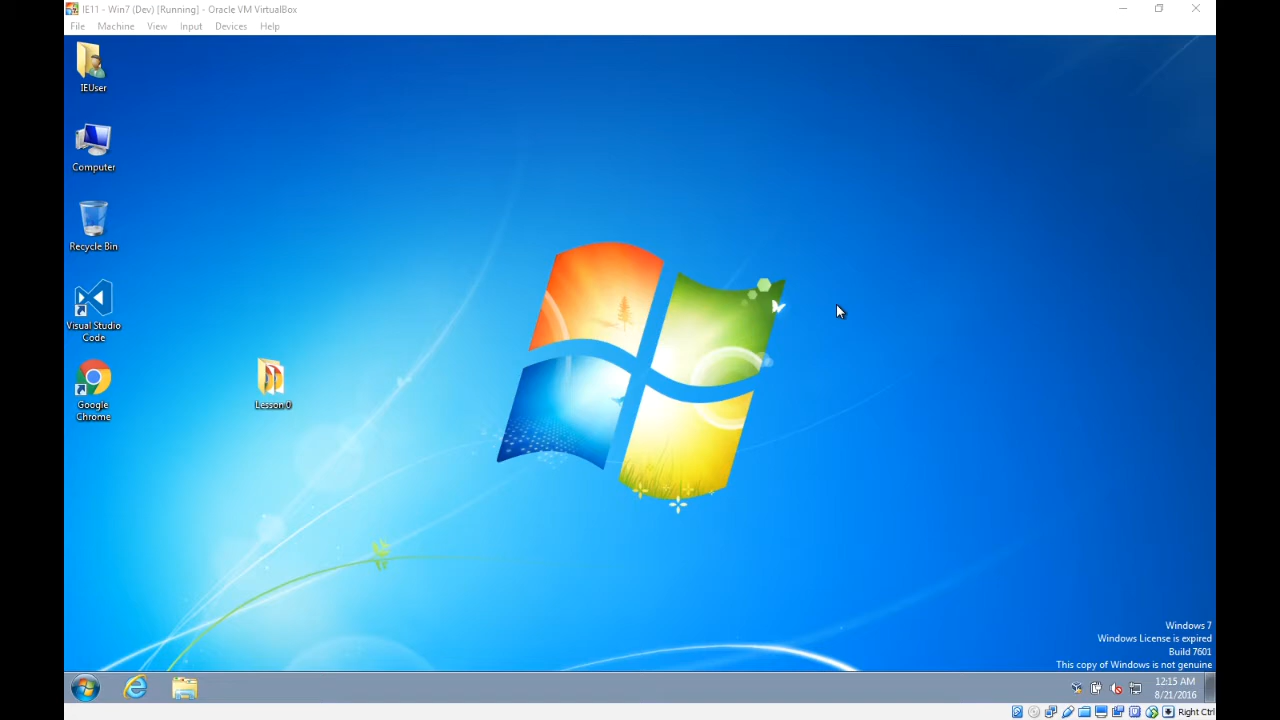 IE11 - Win7 (Dev) [Running] - Oracle VM VirtualBox
File Machine View Input Devices Help
IEUser
Computer
Recycle Bin
Visual Studio
Code
Google
Chrome
Lesson 0
Windows 7
Windows License is expired
Build 7601
This copy of Windows is not genuine
12:15 AM
8/21/2016
Right Ctrl